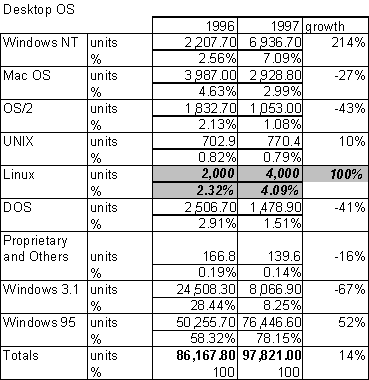 Desktop OS
1996 1997 growth
Windows NT units 2,207.70 6,936.70 214%
% 2.56% 7.09%
Mac OS units 3,987.00 2,928.80 -27%
% 4.63% 2.99%
OS/2 units 1,832.70 1,053.00 -43%
% 2.13% 1.08%
UNIX units 702.9 770.4 10%
% 0.82% 0.79%
Linux units 2,000 4,000 100%
% 2.32% 4.09%
DOS units 2,506.70 1,478.90 -41%
% 2.91% 1.51%
Proprietary
and Others units 166.8 139.6 -16%
% 0.19% 0.14%
Windows 3.1 units 24,508.30 8,066.90 -67%
% 28.44% 8.25%
Windows 95 units 50,255.70 76,446.60 52%
% 58.32% 78.15%
Totals units 86,167.80 97,821.00 14%
% 100 100